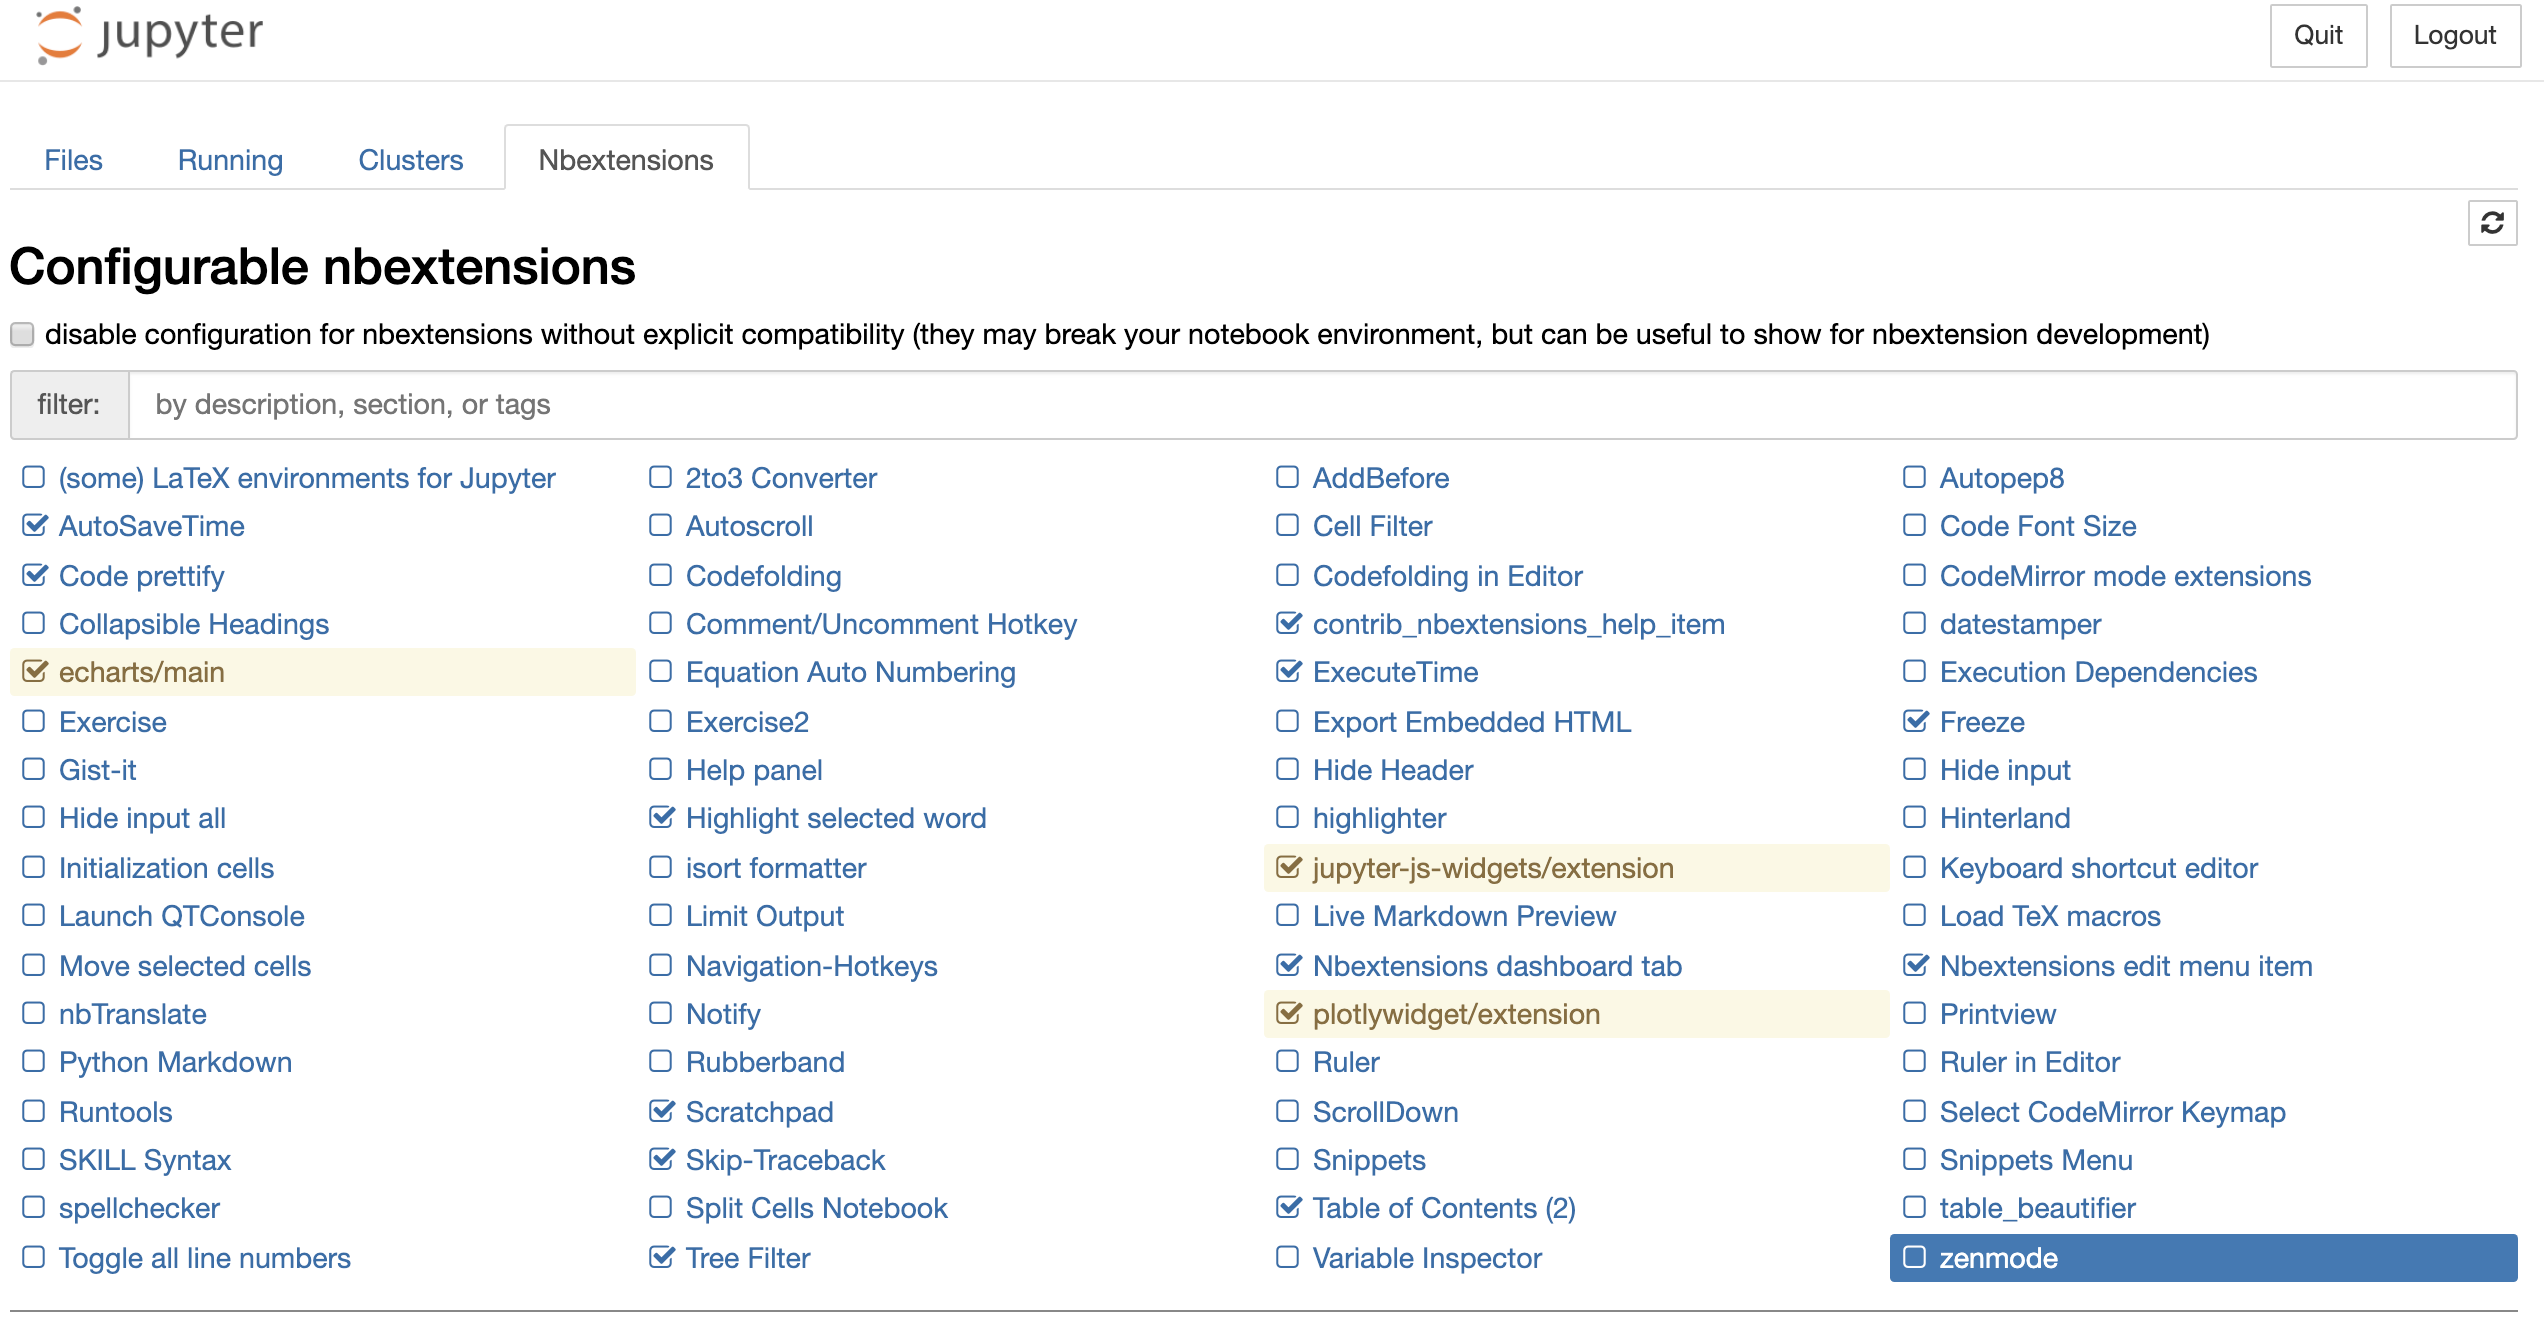 jupyter
Quit Logout
Files Running Clusters Nbextensions
Configurable nbextensions
disable configuration for nbextensions without explicit compatibility (they may break your notebook environment, but can be useful to show for nbextension development)
filter: by description, section, or tags
(some) LaTeX environments for Jupyter 2to3 Converter AddBefore Autopep8
AutoSaveTime Autoscroll Cell Filter Code Font Size
Code prettify Codefolding Codefolding in Editor CodeMirror mode extensions
Collapsible Headings Comment/Uncomment Hotkey contrib_nbextensions_help_item datestamper
echarts/main Equation Auto Numbering ExecuteTime Execution Dependencies
Exercise Exercise2 Export Embedded HTML Freeze
Gist-it Help panel Hide Header Hide input
Hide input all Highlight selected word highlighter Hinterland
Initialization cells isort formatter jupyter-js-widgets/extension Keyboard shortcut editor
Launch QTConsole Limit Output Live Markdown Preview Load TeX macros
Move selected cells Navigation-Hotkeys Nbextensions dashboard tab Nbextensions edit menu item
nbTranslate Notify plotlywidget/extension Printview
Python Markdown Rubberband Ruler Ruler in Editor
Runtools Scratchpad ScrollDown Select CodeMirror Keymap
SKILL Syntax Skip-Traceback Snippets Snippets Menu
spellchecker Split Cells Notebook Table of Contents (2) table_beautifier
Toggle all line numbers Tree Filter Variable Inspector zenmode